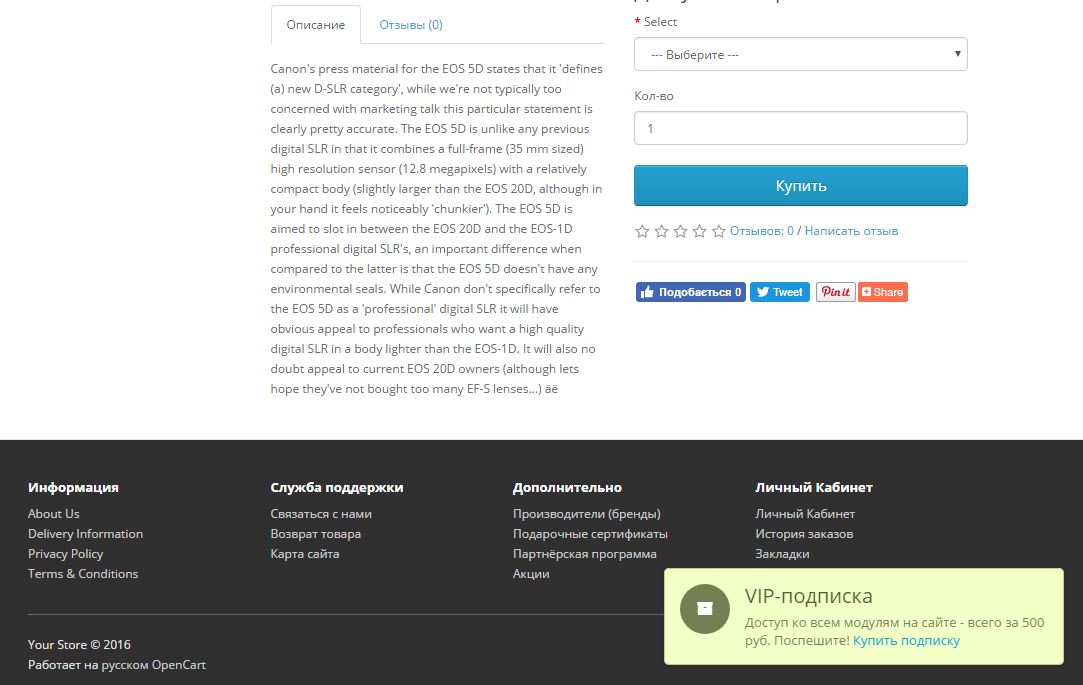 Описание
Отзывы (0)
Canon's press material for the EOS 5D states that it 'defines
(a) new D-SLR category', while we're not typically too
concerned with marketing talk this particular statement is
clearly pretty accurate. The EOS 5D is unlike any previous
digital SLR in that it combines a full-frame (35 mm sized)
high resolution sensor (12.8 megapixels) with a relatively
compact body (slightly larger than the EOS 20D, although in
your hand it feels noticeably 'chunkier'). The EOS 5D is
aimed to slot in between the EOS 20D and the EOS-1D
professional digital SLR's, an important difference when
compared to the latter is that the EOS 5D doesn't have any
environmental seals. While Canon don't specifically refer to
the EOS 5D as a 'professional' digital SLR it will have
obvious appeal to professionals who want a high quality
digital SLR in a body lighter than the EOS-1D. It will also no
doubt appeal to current EOS 20D owners (although lets
hope they've not bought too many EF-S lenses...) äë
* Select
--- Выберите ---
Кол-во
1
Купить
Отзывов: 0 / Написать отзыв
Подобається 0
Tweet
Pin it
Share
Информация
About Us
Delivery Information
Privacy Policy
Terms & Conditions
Служба поддержки
Связаться с нами
Возврат товара
Карта сайта
Дополнительно
Производители (бренды)
Подарочные сертификаты
Партнёрская программа
Акции
Личный Кабинет
Личный Кабинет
История заказов
Закладки
VIP-подписка
Доступ ко всем модулям на сайте - всего за 500
руб. Поспешите! Купить подписку
Your Store © 2016
Работает на русском OpenCart